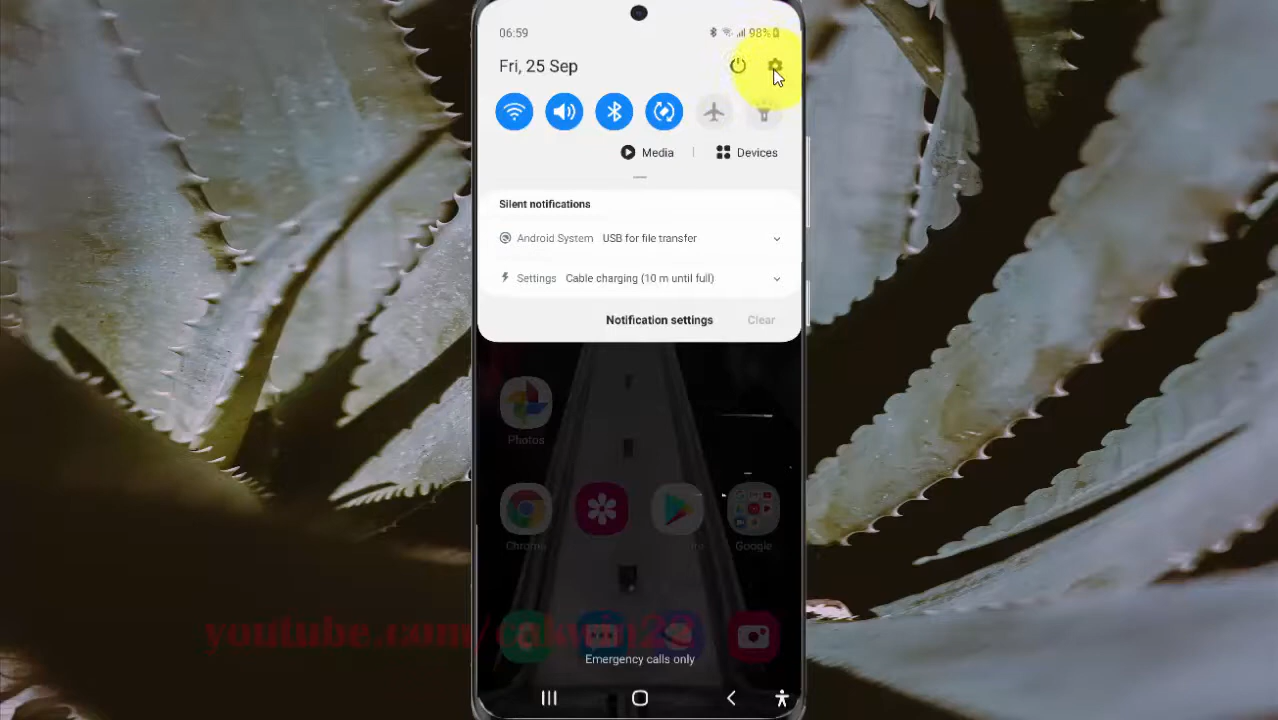 06:59
98%
Fri, 25 Sep
Media | Devices
Silent notifications
Android System USB for file transfer
Settings Cable charging (10 m until full)
Notification settings Clear
Photos
Chrome
Google
youtube.com/
Emergency calls only